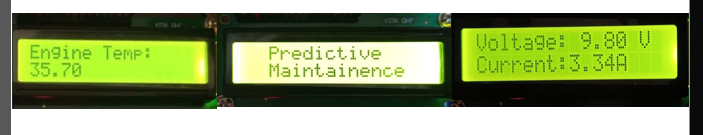 Engine Temp:
35.70
Predictive
Maintainence
Voltage: 9.80 V
Current:3.34A